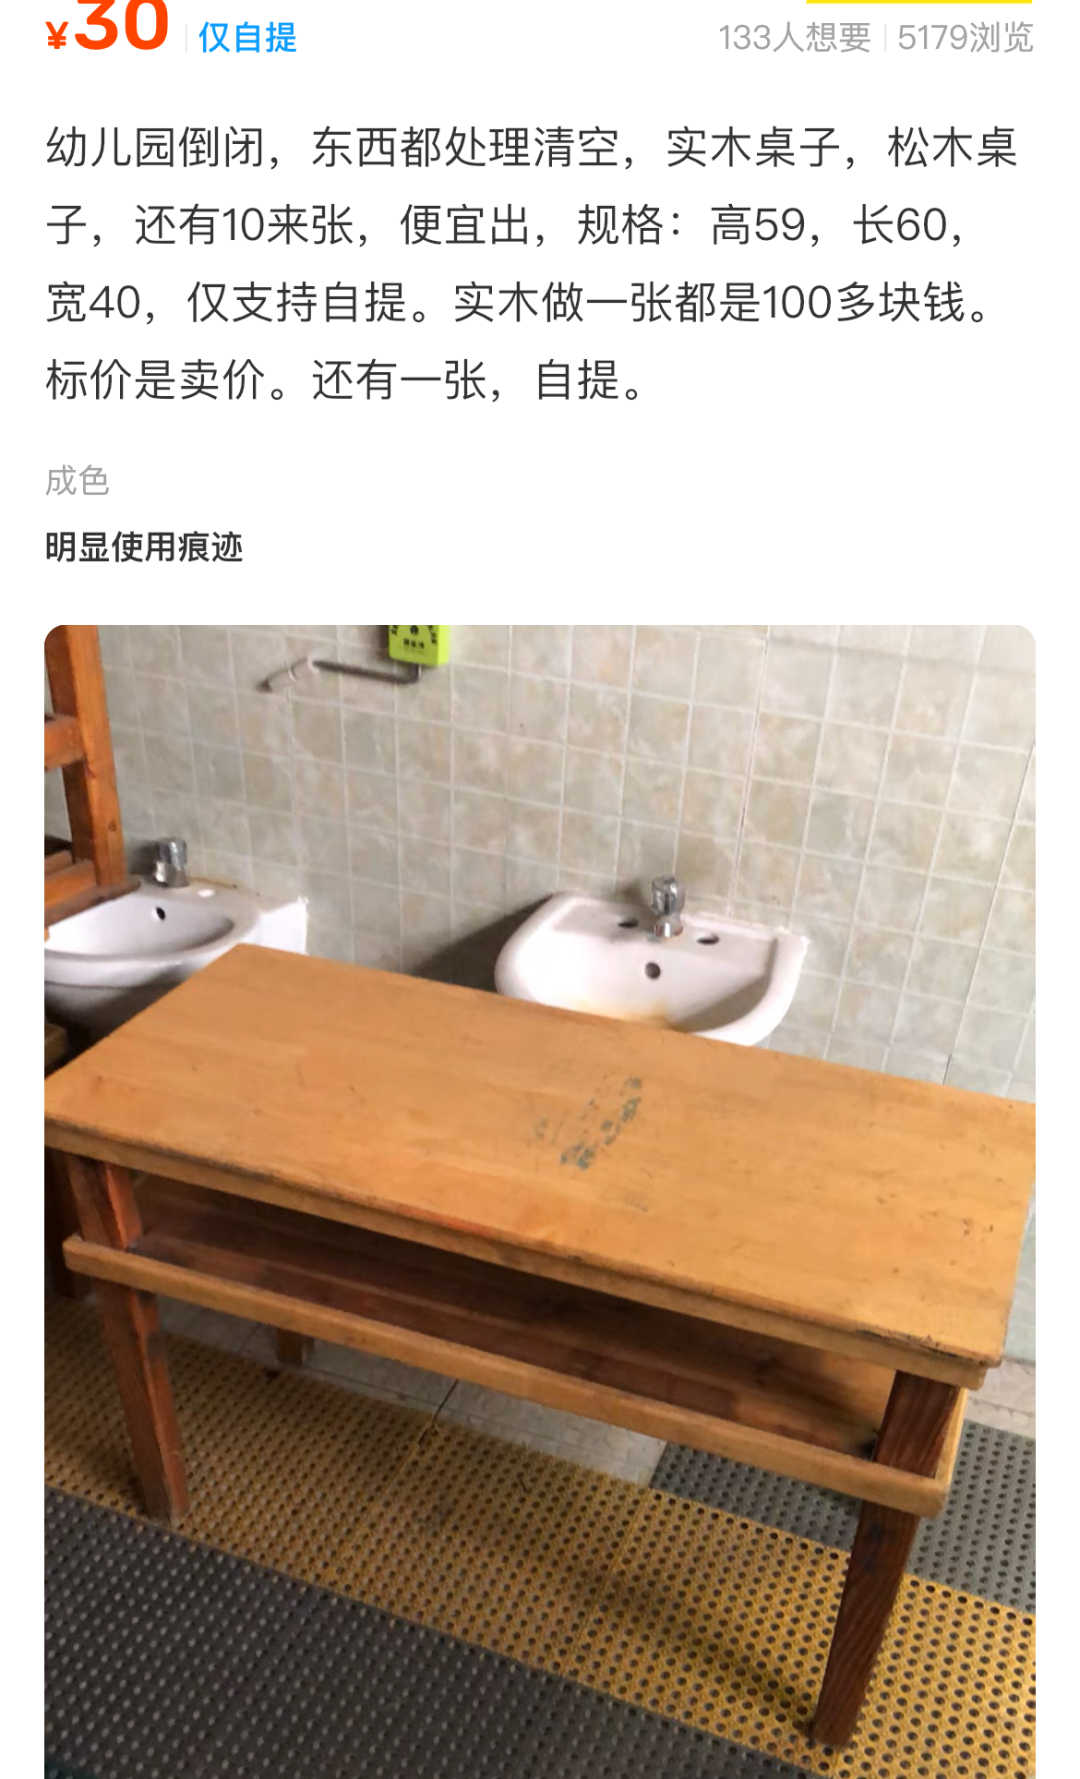 ¥30 仅自提 133人想要 5179浏览
幼儿园倒闭，东西都处理清空，实木桌子，松木桌
子，还有10来张，便宜出，规格：高59，长60，
宽40，仅支持自提。实木做一张都是100多块钱。
标价是卖价。还有一张，自提。
成色
明显使用痕迹